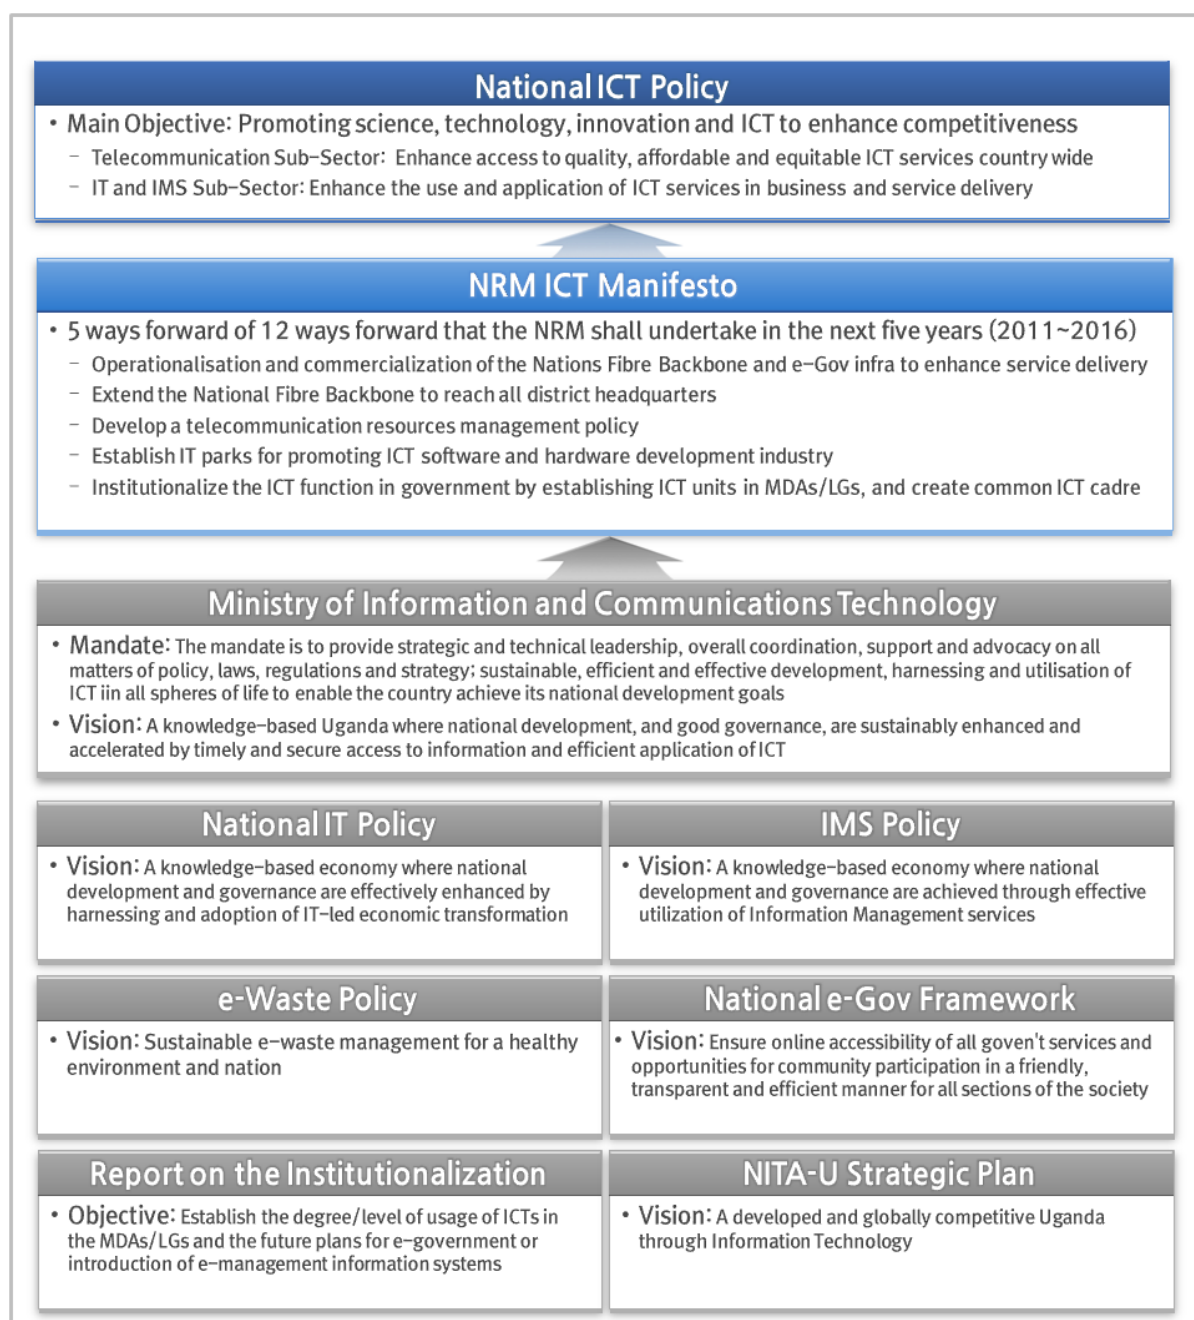 National ICT Policy
• Main Objective: Promoting science, technology, innovation and ICT to enhance competitiveness
− Telecommunication Sub-Sector: Enhance access to quality, affordable and equitable ICT services country wide
− IT and IMS Sub-Sector: Enhance the use and application of ICT services in business and service delivery
NRM ICT Manifesto
• 5 ways forward of 12 ways forward that the NRM shall undertake in the next five years (2011~2016)
− Operationalisation and commercialization of the Nations Fibre Backbone and e-Gov infra to enhance service delivery
− Extend the National Fibre Backbone to reach all district headquarters
− Develop a telecommunication resources management policy
− Establish IT parks for promoting ICT software and hardware development industry
− Institutionalize the ICT function in government by establishing ICT units in MDAs/LGs, and create common ICT cadre
Ministry of Information and Communications Technology
• Mandate: The mandate is to provide strategic and technical leadership, overall coordination, support and advocacy on all
matters of policy, laws, regulations and strategy; sustainable, efficient and effective development, harnessing and utilisation of
ICT iin all spheres of life to enable the country achieve its national development goals
• Vision: A knowledge-based Uganda where national development, and good governance, are sustainably enhanced and
accelerated by timely and secure access to information and efficient application of ICT
National IT Policy
• Vision: A knowledge-based economy where national
development and governance are effectively enhanced by
harnessing and adoption of IT-led economic transformation
IMS Policy
• Vision: A knowledge-based economy where national
development and governance are achieved through effective
utilization of Information Management services
e-Waste Policy
• Vision: Sustainable e-waste management for a healthy
environment and nation
National e-Gov Framework
• Vision: Ensure online accessibility of all goven't services and
opportunities for community participation in a friendly,
transparent and efficient manner for all sections of the society
Report on the Institutionalization
• Objective: Establish the degree/level of usage of ICTs in
the MDAs/LGs and the future plans for e-government or
introduction of e-management information systems
NITA-U Strategic Plan
• Vision: A developed and globally competitive Uganda
through Information Technology